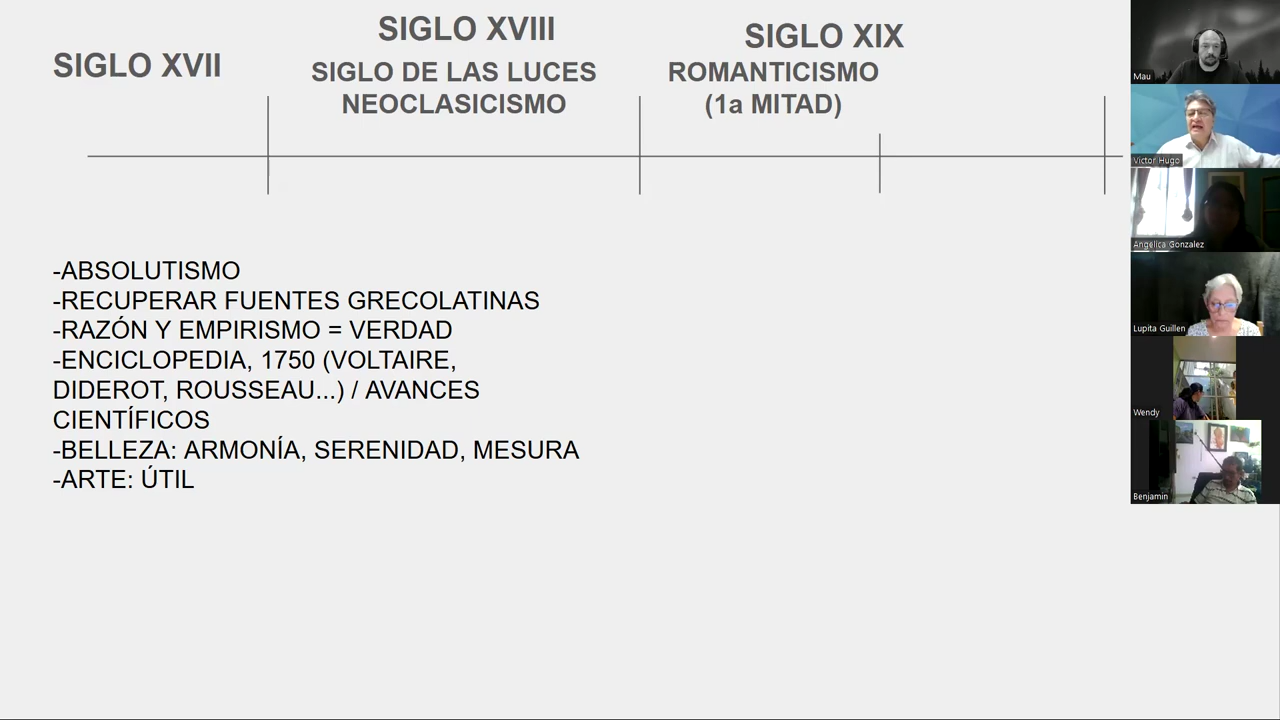 SIGLO XVII
SIGLO XVIII
SIGLO DE LAS LUCES
NEOCLASICISMO
SIGLO XIX
ROMANTICISMO
(1a MITAD)
-ABSOLUTISMO
-RECUPERAR FUENTES GRECOLATINAS
-RAZÓN Y EMPIRISMO = VERDAD
-ENCICLOPEDIA, 1750 (VOLTAIRE,
DIDEROT, ROUSSEAU...) / AVANCES
CIENTÍFICOS
-BELLEZA: ARMONÍA, SERENIDAD, MESURA
-ARTE: ÚTIL
Mau
Victor Hugo
Angelica Gonzalez
Lupita Guillen
Wendy
Benjamin